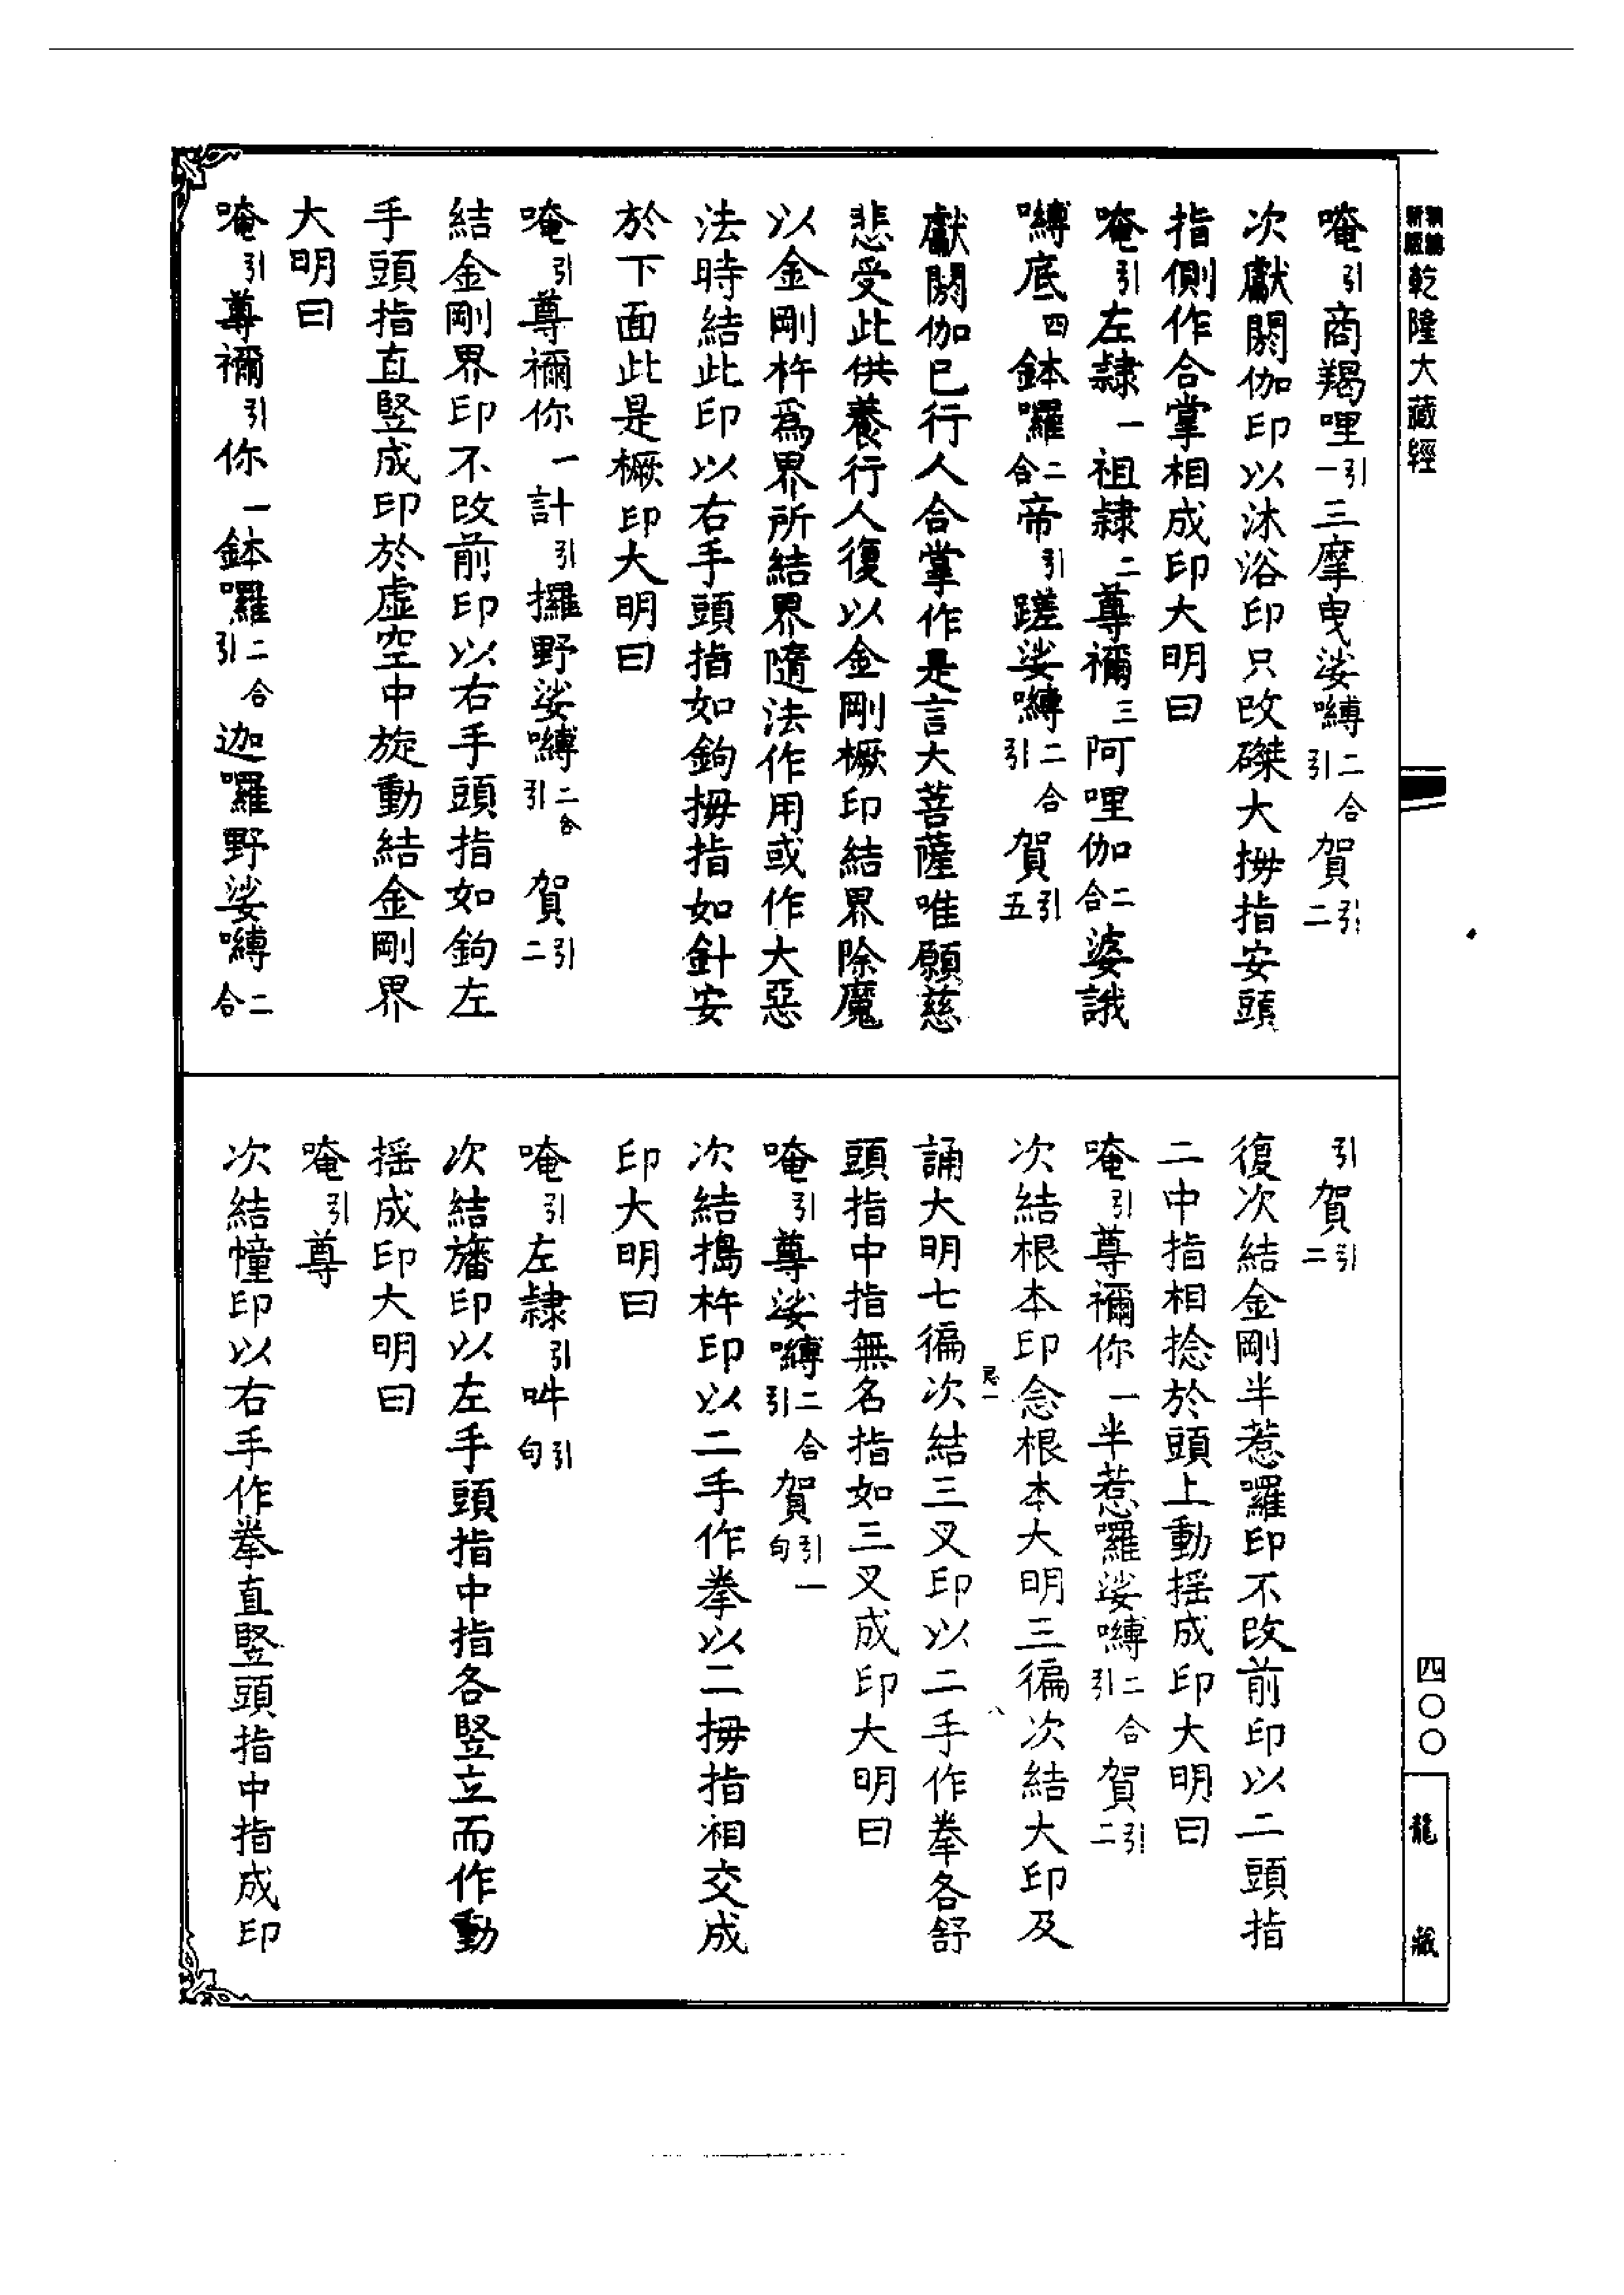 乾隆大藏經
唵引商羯哩引一三摩曳娑嚩二合引賀引二
次獻閼伽印以沐浴印只改磔大拇指安頭
指側作合掌相成印大明曰
唵引左隸一祖隸二尊禰三阿哩伽二合婆誐
嚩底四鉢囉二合帝引蹉娑嚩二合引賀引五
獻閼伽已行人合掌作是言大菩薩唯願慈
悲受此供養行人復以金剛橛印結界除魔
以金剛杵爲界所結界隨法作用或作大惡
法時結此印以右手頭指如鉤拇指如針安
於下面此是橛印大明曰
唵引尊禰你一計引攞野娑嚩二合引賀引二
結金剛界印不改前印以右手頭指如鉤左
手頭指直竪成印於虛空中旋動結金剛界
大明曰
唵引尊禰引你一鉢囉二合引迦囉野娑嚩二合
引賀引二
復次結金剛半惹囉印不改前印以二頭指
二中指相捻於頭上動搖成印大明曰
唵引尊禰你一半惹囉娑嚩二合引賀引二
次結根本印念根本大明三徧次結大印及
誦大明七徧次結三叉印以二手作拳各舒
頭指中指無名指如三叉成印大明曰
唵引尊娑嚩二合引賀引一句
次結搗杵印以二手作拳以二拇指相交成
印大明曰
唵引左隸引吽引句
次結旛印以左手頭指中指各竪立而作動
搖成印大明曰
唵引尊
次結幢印以右手作拳直竪頭指中指成印
四〇〇
龍藏